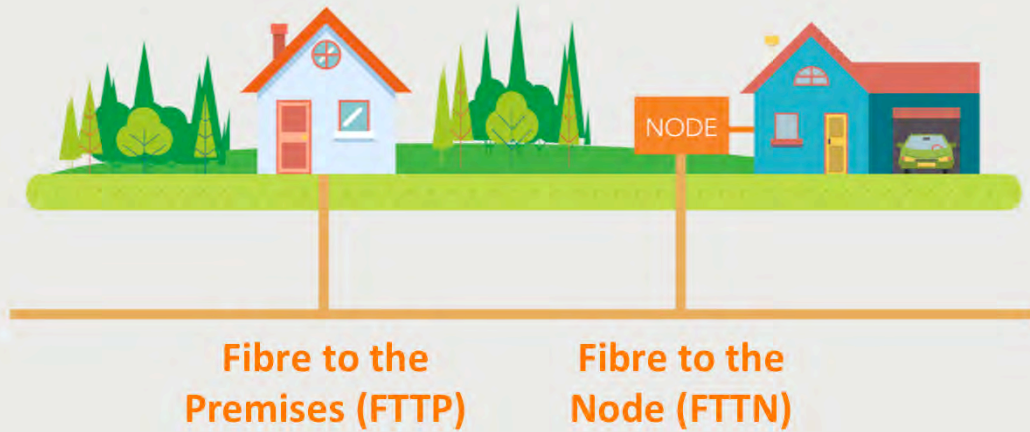 NODE
Fibre to the
Premises (FTTP)
Fibre to the
Node (FTTN)